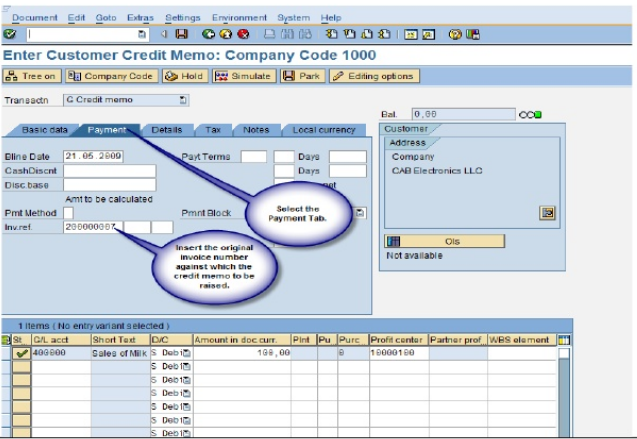 Document Edit Goto Extras Settings Environment System Help
Enter Customer Credit Memo: Company Code 1000
Tree on Company Code Hold Simulate Park Editing options
Transactn G Credit memo
Bal. 0,00
Basic data Payment Details Tax Notes Local currency
Customer
Address
Bline Date 21.05.2009 Payt Terms Days
Company
CashDiscnt Days
CAB Electronics LLC
Disc.base net
Amt to be calculated
Select the
Payment Tab.
Pmt Method Pmnt Block
Inv.ref. 200000007
Insert the original
invoice number
against which the
credit memo to be
raised.
OIs
Not available
1 Items ( No entry variant selected )
St G/L acct Short Text D/C Amount in doc.curr. Plnt Pu Purc Profit center Partner prof WBS element
400000 Sales of Milk S Debi 100,00 0 10000100
S Debi
S Debi
S Debi
S Debi
S Debi
S Debi